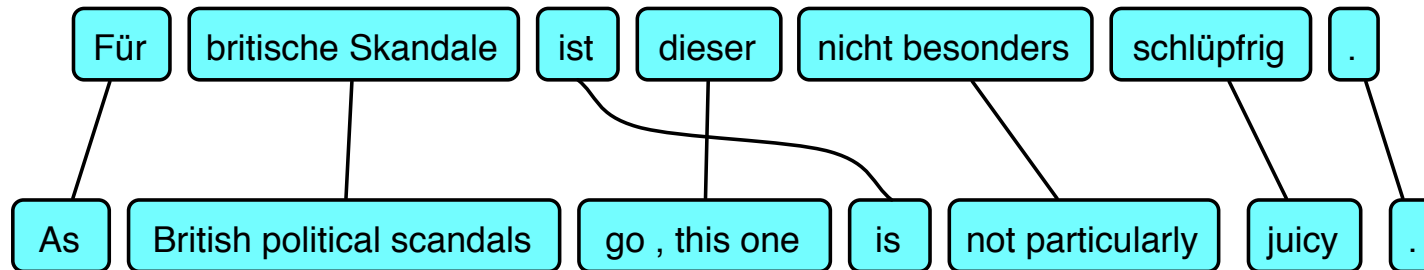 Für britische Skandale ist dieser nicht besonders schlüpfrig .
As British political scandals go , this one is not particularly juicy .